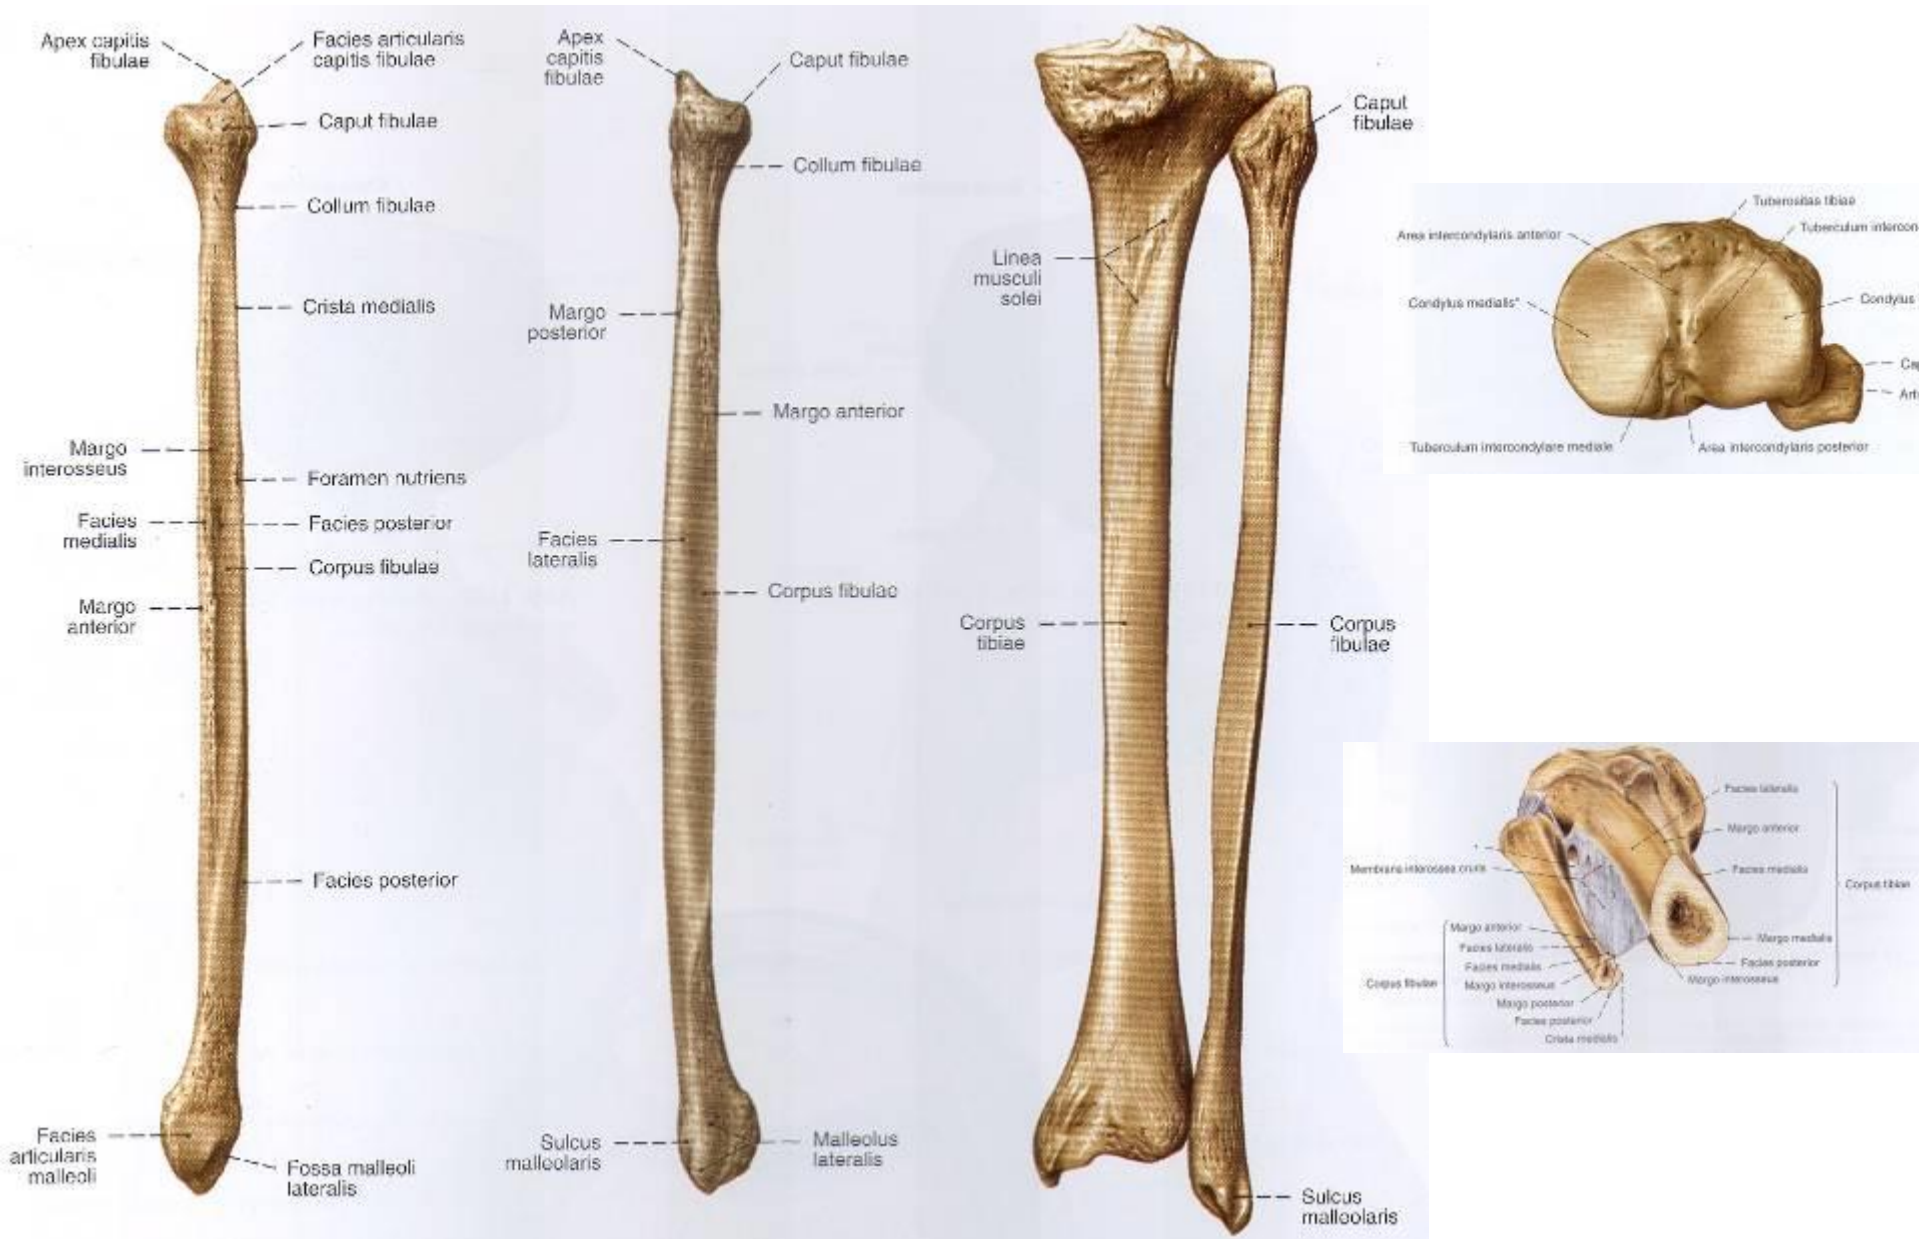 Apex capitis
fibulae
Facies articularis
capitis fibulae
Caput fibulae
Collum fibulae
Crista medialis
Margo
interosseus
Foramen nutriens
Facies
medialis
Facies posterior
Corpus fibulae
Margo
anterior
Facies posterior
Facies
articularis
malleoli
Fossa malleoli
lateralis
Apex
capitis
fibulae
Caput fibulae
Collum fibulae
Margo
posterior
Margo anterior
Facies
lateralis
Corpus fibulae
Sulcus
malleolaris
Malleolus
lateralis
Caput
fibulae
Linea
musculi
solei
Corpus
tibiae
Corpus
fibulae
Sulcus
malleolaris
Tuberositas tibiae
Area intercondylaris anterior
Tuberculum intercon
Condylus medialis*
Condylus
Cap
Arti
Tuberculum intercondylare mediale
Area intercondylaris posterior
Facies lateralis
Margo anterior
Membrana interossea cruris
Facies medialis
Corpus tibiae
Margo anterior
Facies lateralis
Facies medialis
Corpus fibulae
Margo interosseus
Margo posterior
Facies posterior
Crista medialis
Margo medialis
Facies posterior
Margo interosseus